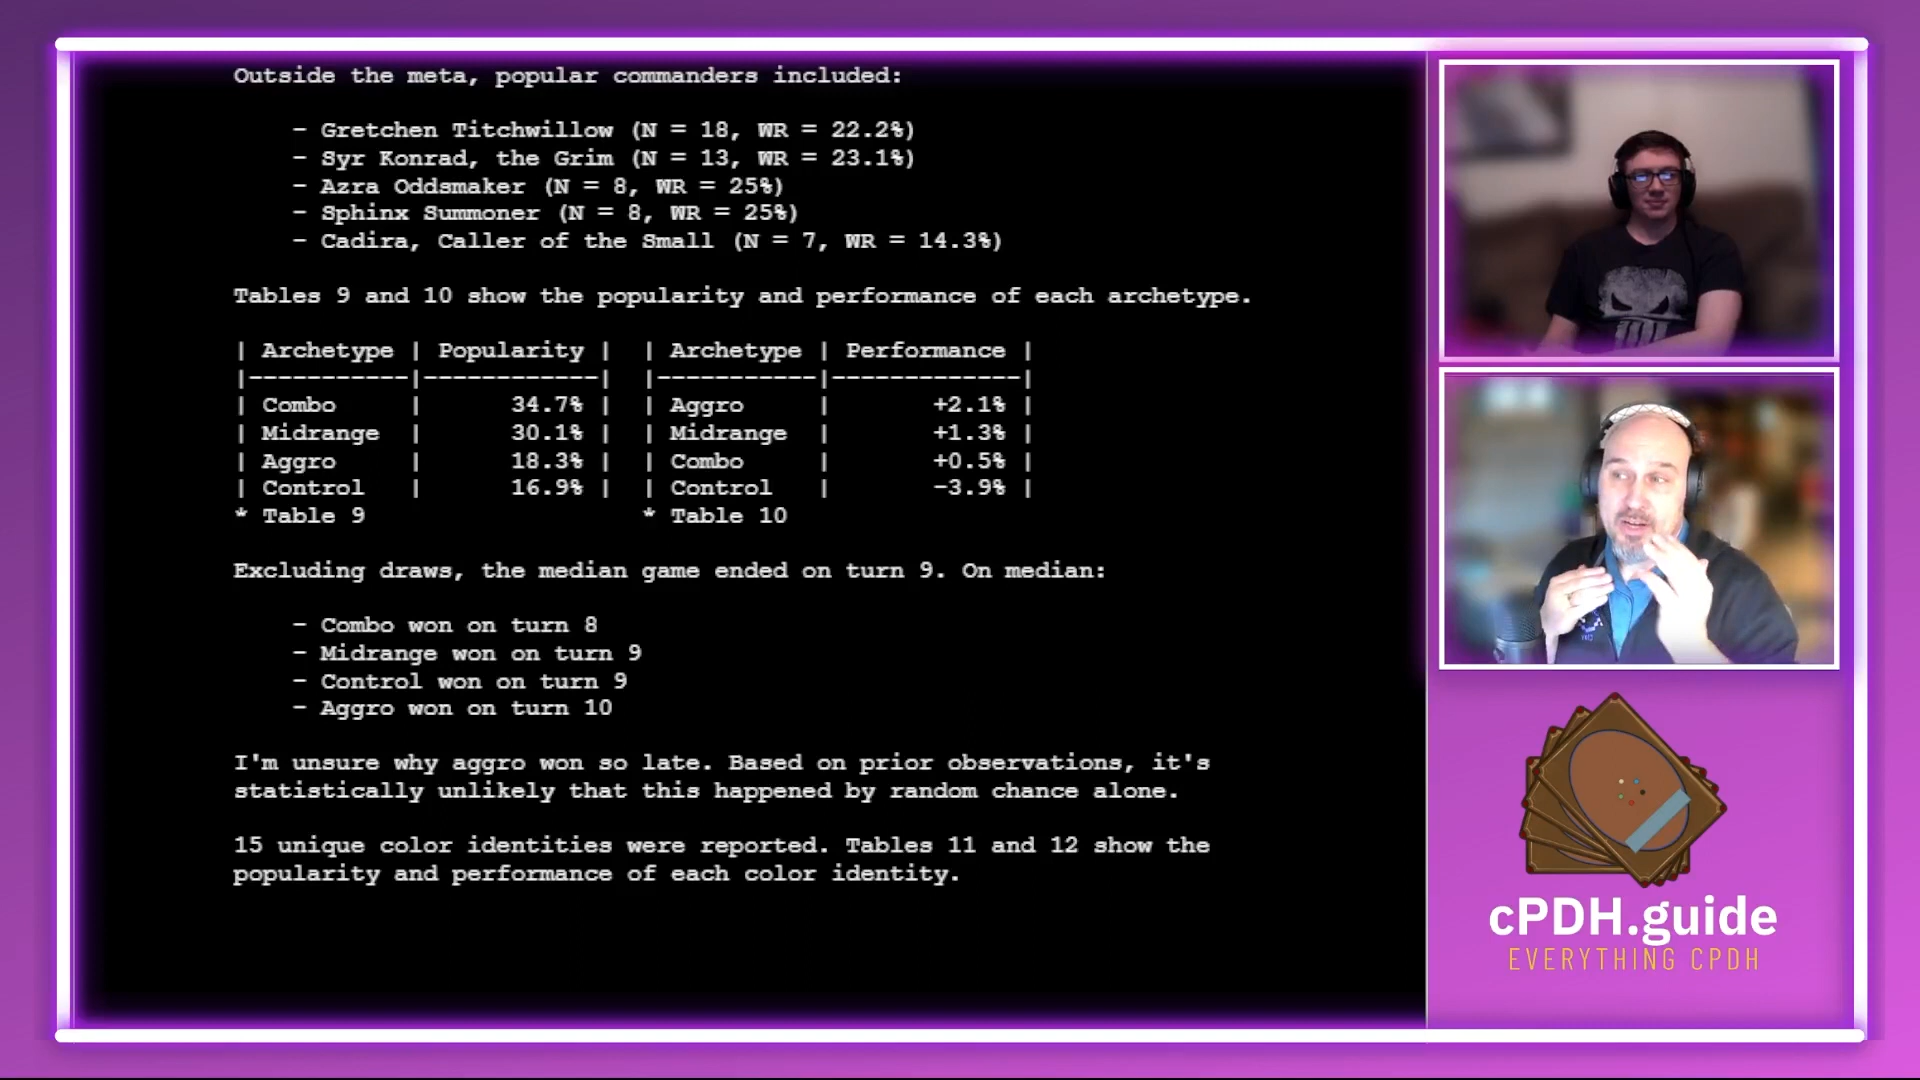 Outside the meta, popular commanders included:
- Gretchen Titchwillow (N = 18, WR = 22.2%)
- Syr Konrad, the Grim (N = 13, WR = 23.1%)
- Azra Oddsmaker (N = 8, WR = 25%)
- Sphinx Summoner (N = 8, WR = 25%)
- Cadira, Caller of the Small (N = 7, WR = 14.3%)
Tables 9 and 10 show the popularity and performance of each archetype.
| Archetype | Popularity | | Archetype | Performance |
|-----------|------------| |-----------|-------------|
| Combo | 34.7% | | Aggro | +2.1% |
| Midrange | 30.1% | | Midrange | +1.3% |
| Aggro | 18.3% | | Combo | +0.5% |
| Control | 16.9% | | Control | -3.9% |
* Table 9 * Table 10
Excluding draws, the median game ended on turn 9. On median:
- Combo won on turn 8
- Midrange won on turn 9
- Control won on turn 9
- Aggro won on turn 10
I'm unsure why aggro won so late. Based on prior observations, it's
statistically unlikely that this happened by random chance alone.
15 unique color identities were reported. Tables 11 and 12 show the
popularity and performance of each color identity.
cPDH.guide
EVERYTHING CPDH